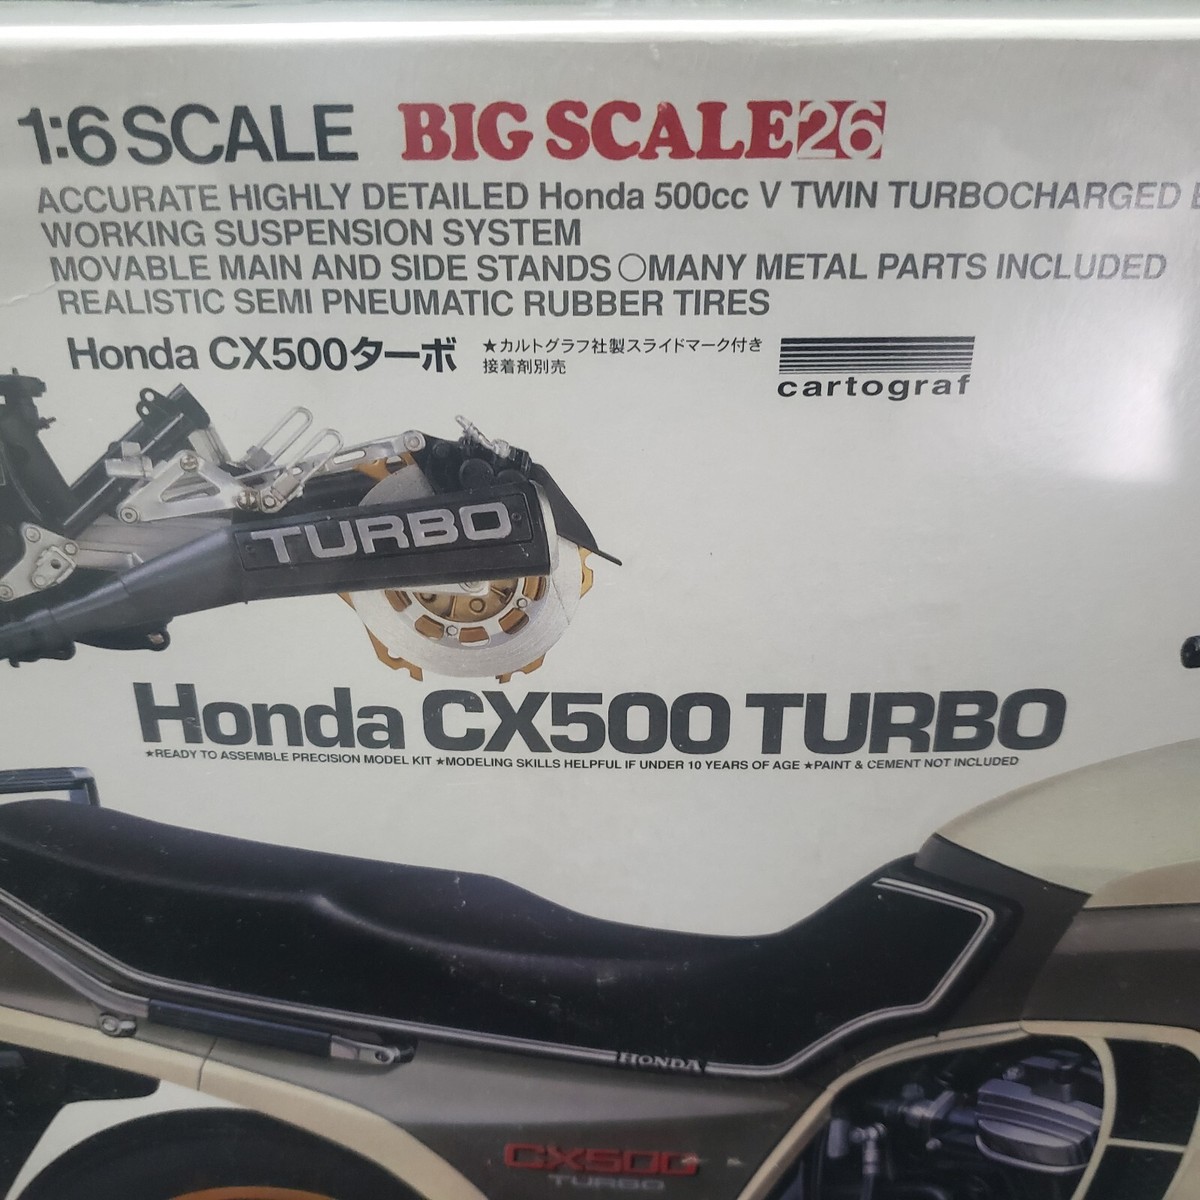 1:6 SCALE BIG SCALE 26
ACCURATE HIGHLY DETAILED Honda 500cc V TWIN TURBOCHARGED
WORKING SUSPENSION SYSTEM
MOVABLE MAIN AND SIDE STANDS ○MANY METAL PARTS INCLUDED
REALISTIC SEMI PNEUMATIC RUBBER TIRES
Honda CX500ターボ
★カルトグラフ社製スライドマーク付き
接着剤別売
cartograf
TURBO
Honda CX500 TURBO
★READY TO ASSEMBLE PRECISION MODEL KIT ★MODELING SKILLS HELPFUL IF UNDER 10 YEARS OF AGE ★PAINT & CEMENT NOT INCLUDED
HONDA
CX500
TURBO